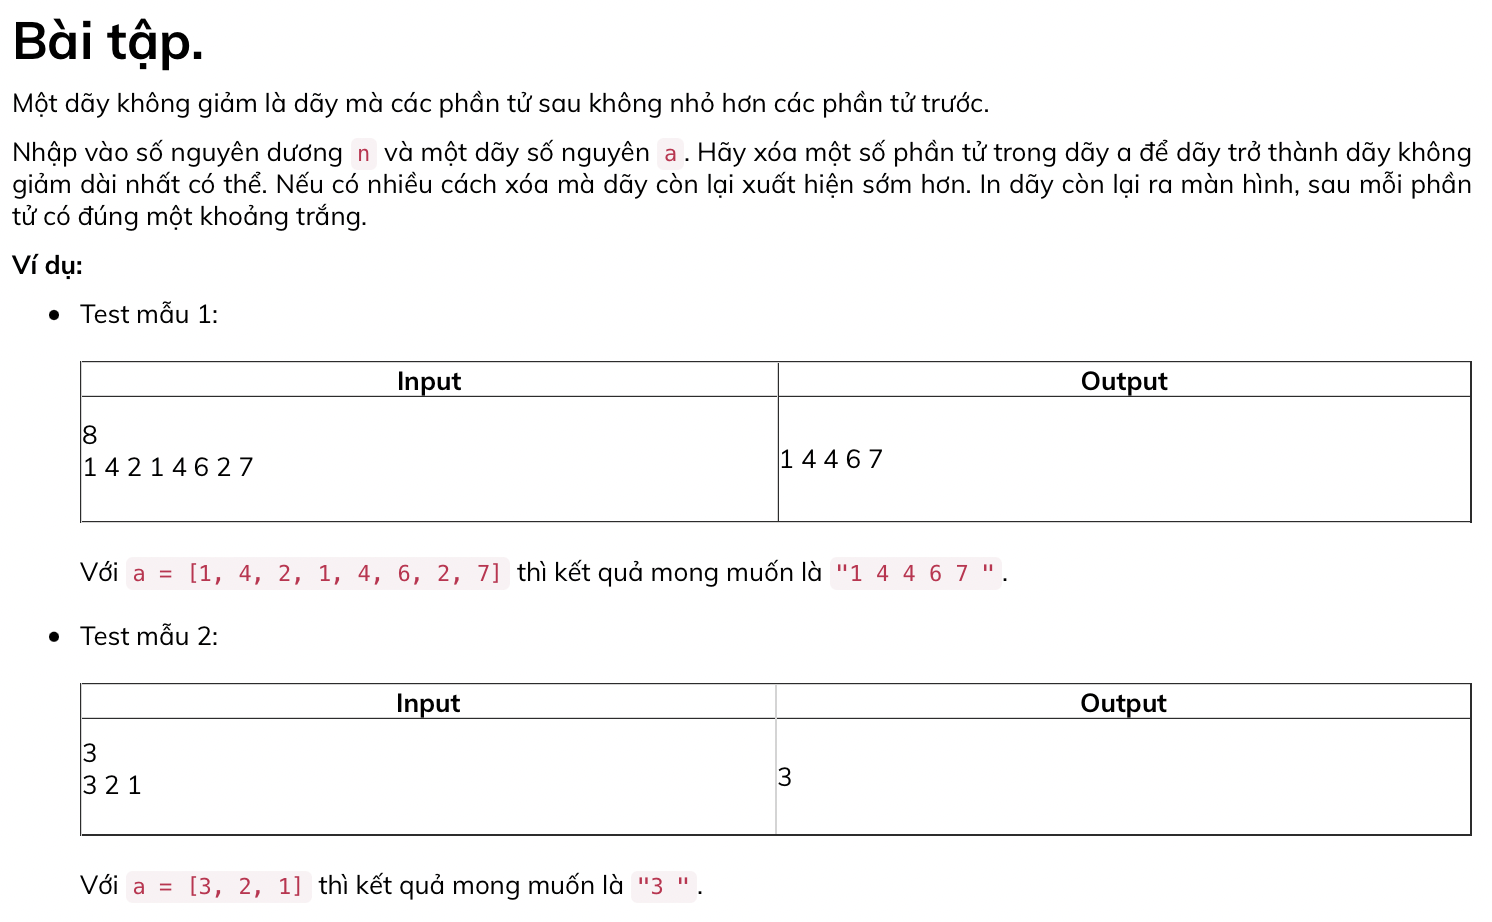 Bài tập.
Một dãy không giảm là dãy mà các phần tử sau không nhỏ hơn các phần tử trước.
Nhập vào số nguyên dương n và một dãy số nguyên a. Hãy xóa một số phần tử trong dãy a để dãy trở thành dãy không
giảm dài nhất có thể. Nếu có nhiều cách xóa mà dãy còn lại xuất hiện sớm hơn. In dãy còn lại ra màn hình, sau mỗi phần
tử có đúng một khoảng trắng.
Ví dụ:
• Test mẫu 1:
Input Output
8
1 4 2 1 4 6 2 7
1 4 4 6 7
Với a = [1, 4, 2, 1, 4, 6, 2, 7] thì kết quả mong muốn là "1 4 4 6 7 ".
• Test mẫu 2:
Input Output
3
3 2 1
3
Với a = [3, 2, 1] thì kết quả mong muốn là "3 ".